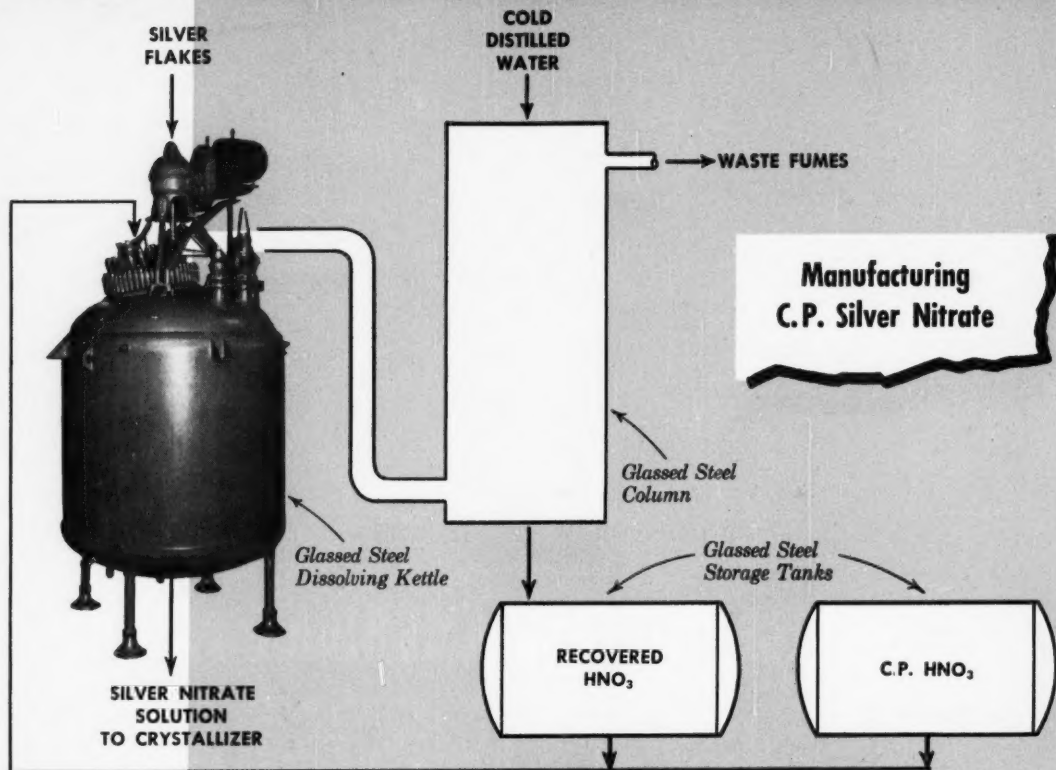 SILVER
FLAKES
COLD
DISTILLED
WATER
WASTE FUMES
Manufacturing
C.P. Silver Nitrate
Glassed Steel
Column
Glassed Steel
Dissolving Kettle
Glassed Steel
Storage Tanks
RECOVERED
HNO₃
C.P. HNO₃
SILVER NITRATE
SOLUTION
TO CRYSTALLIZER